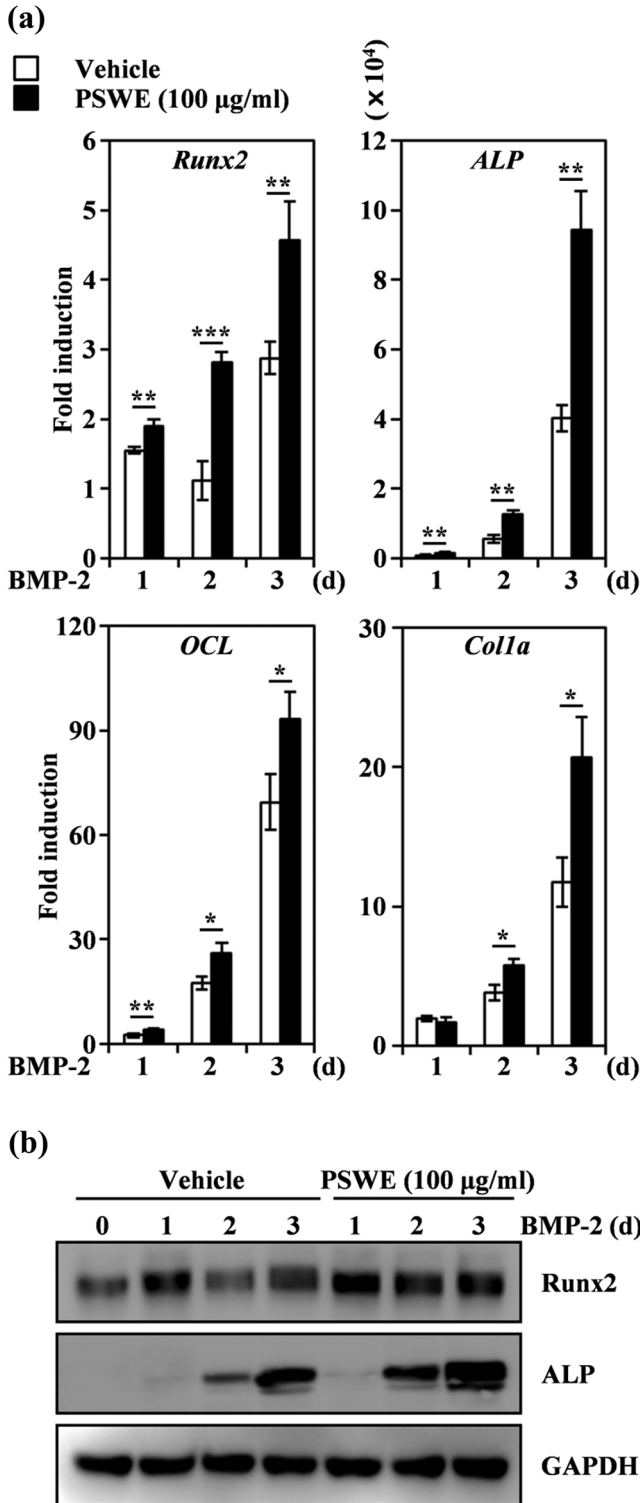 (a)
Vehicle
PSWE (100 μg/ml)
(×10⁴)
Runx2
ALP
Fold induction
6
5
4
3
2
1
0
** *** **
12
10
8
6
4
2
0
** ** **
BMP-2 1 2 3 (d) 1 2 3 (d)
OCL
Col1a
Fold induction
120
90
60
30
0
** * *
30
20
10
0
* *
BMP-2 1 2 3 (d) 1 2 3 (d)
(b)
Vehicle PSWE (100 μg/ml)
0 1 2 3 1 2 3 BMP-2 (d)
Runx2
ALP
GAPDH